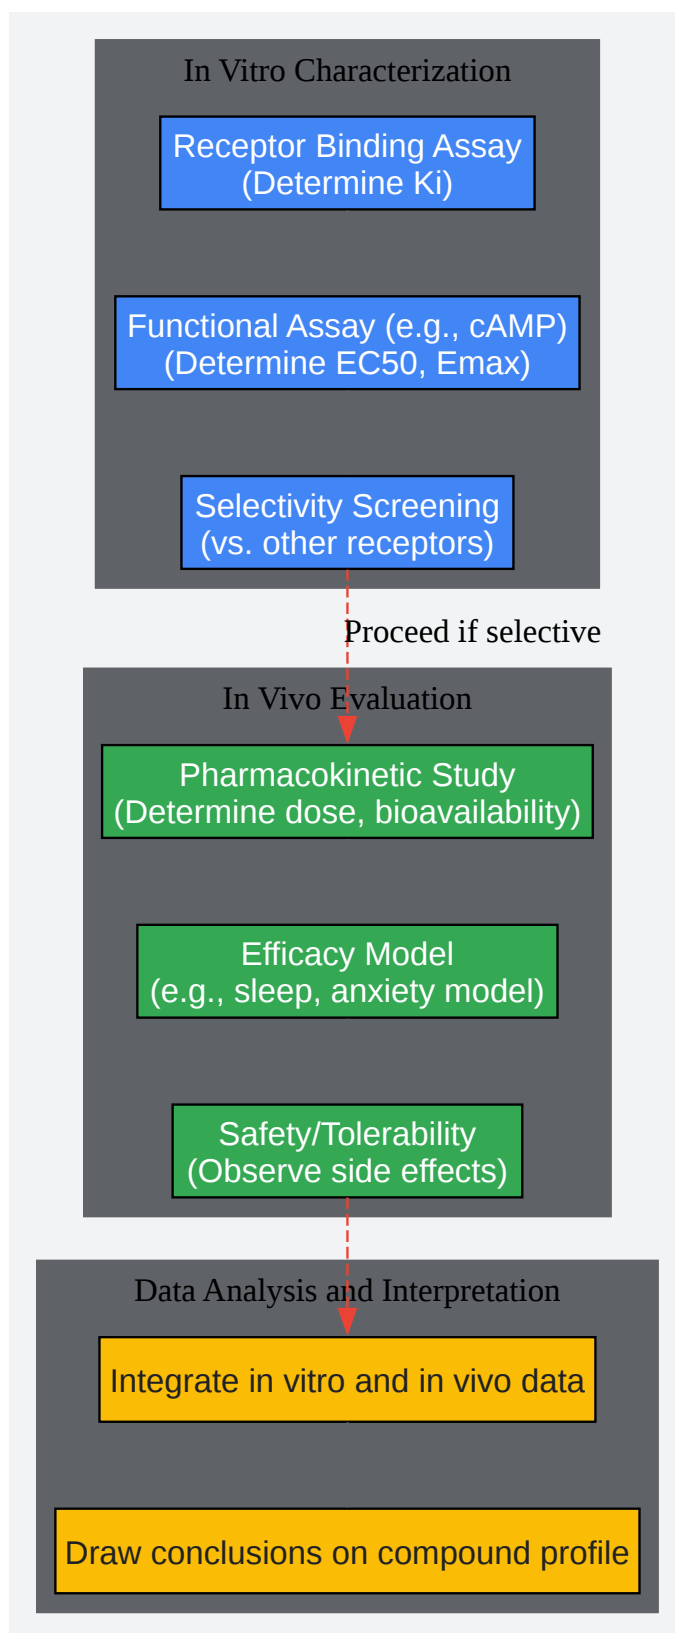 In Vitro Characterization
Receptor Binding Assay
(Determine Ki)
Functional Assay (e.g., cAMP)
(Determine EC50, Emax)
Selectivity Screening
(vs. other receptors)
Proceed if selective
In Vivo Evaluation
Pharmacokinetic Study
(Determine dose, bioavailability)
Efficacy Model
(e.g., sleep, anxiety model)
Safety/Tolerability
(Observe side effects)
Data Analysis and Interpretation
Integrate in vitro and in vivo data
Draw conclusions on compound profile